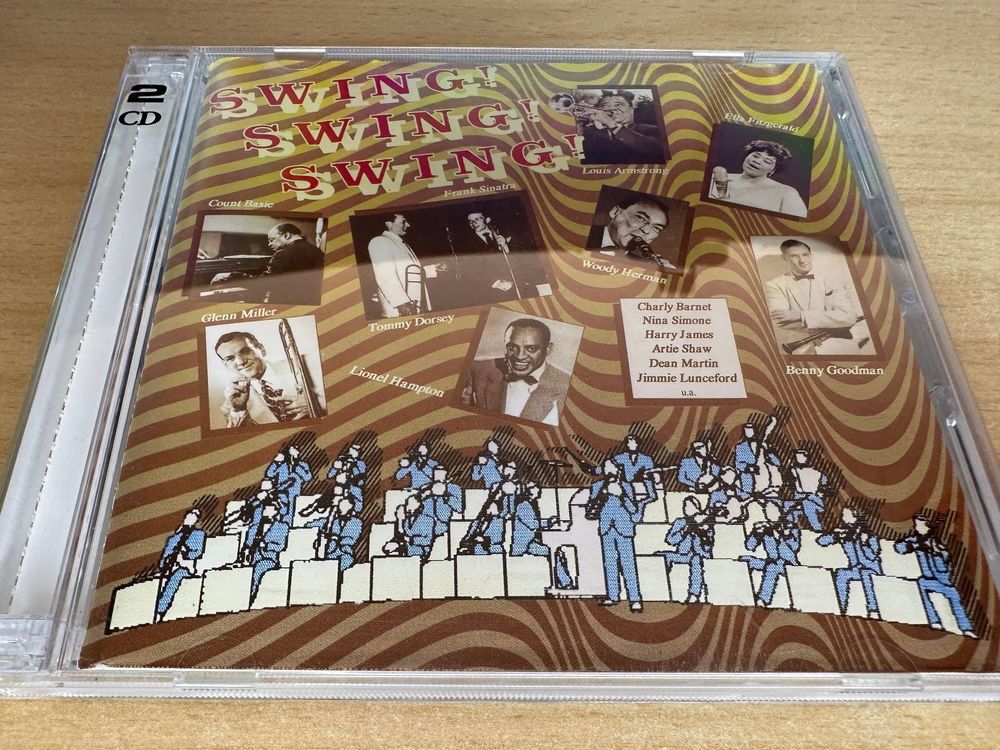 2
CD
SWING!
SWING!
SWING!
Louis Armstrong
Ella Fitzgerald
Count Basie
Frank Sinatra
Woody Herman
Glenn Miller
Tommy Dorsey
Lionel Hampton
Charly Barnet
Nina Simone
Harry James
Artie Shaw
Dean Martin
Jimmie Lunceford
u.a.
Benny Goodman